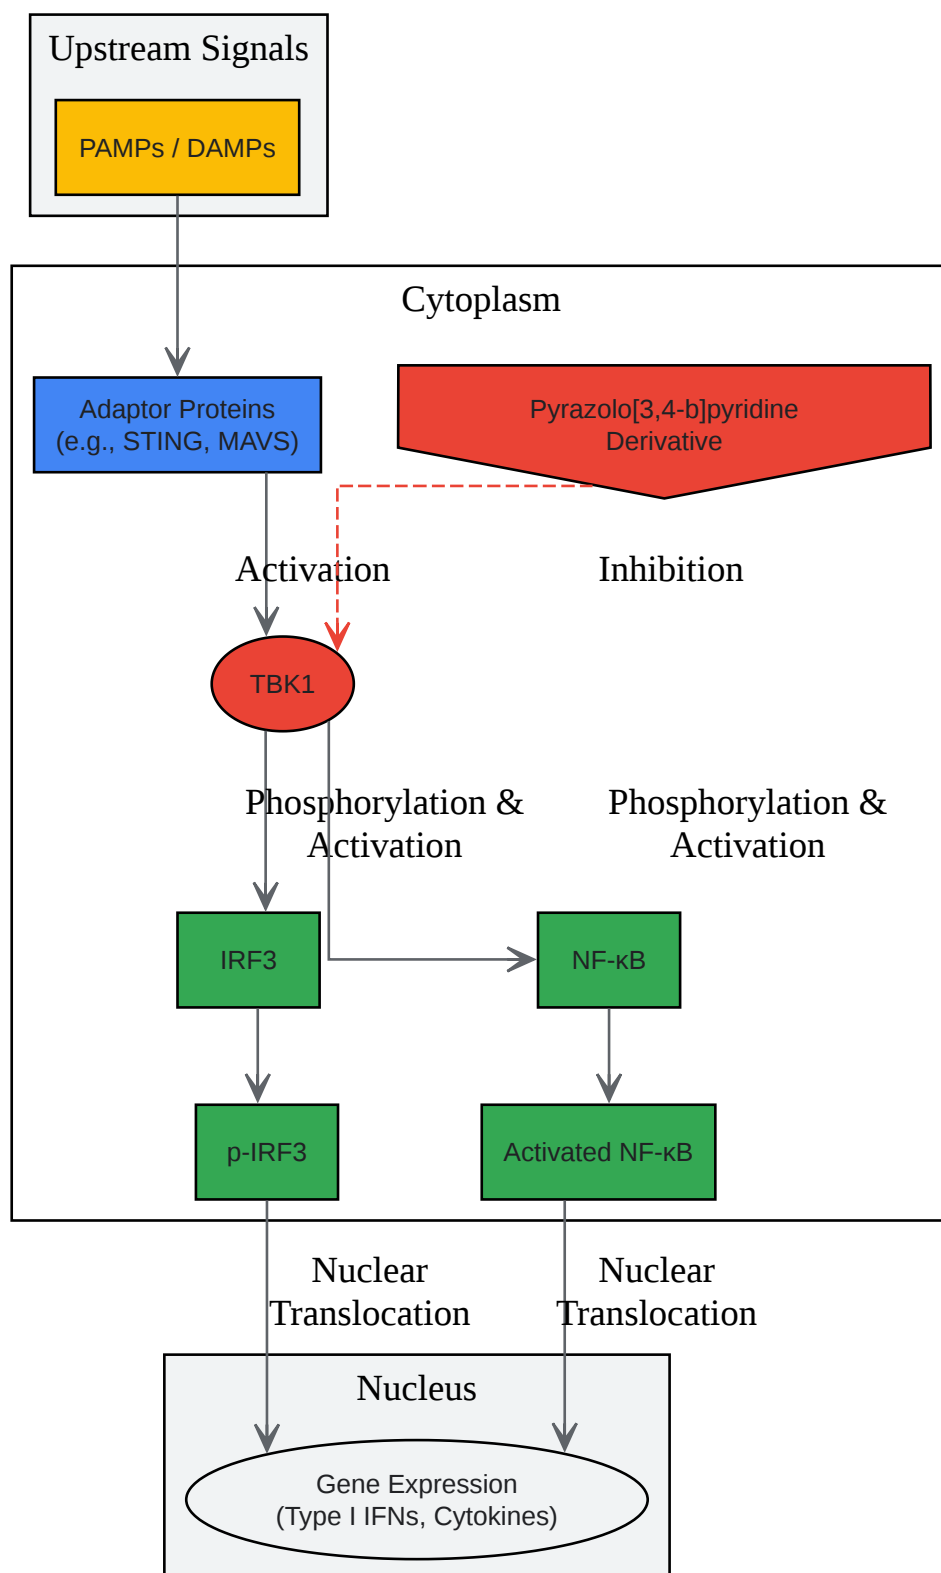 Upstream Signals
PAMPs / DAMPs
Cytoplasm
Adaptor Proteins
(e.g., STING, MAVS)
Pyrazolo[3,4-b]pyridine
Derivative
Activation
Inhibition
TBK1
Phosphorylation &
Activation
Phosphorylation &
Activation
IRF3
NF-κB
p-IRF3
Activated NF-κB
Nuclear
Translocation
Nuclear
Translocation
Nucleus
Gene Expression
(Type I IFNs, Cytokines)